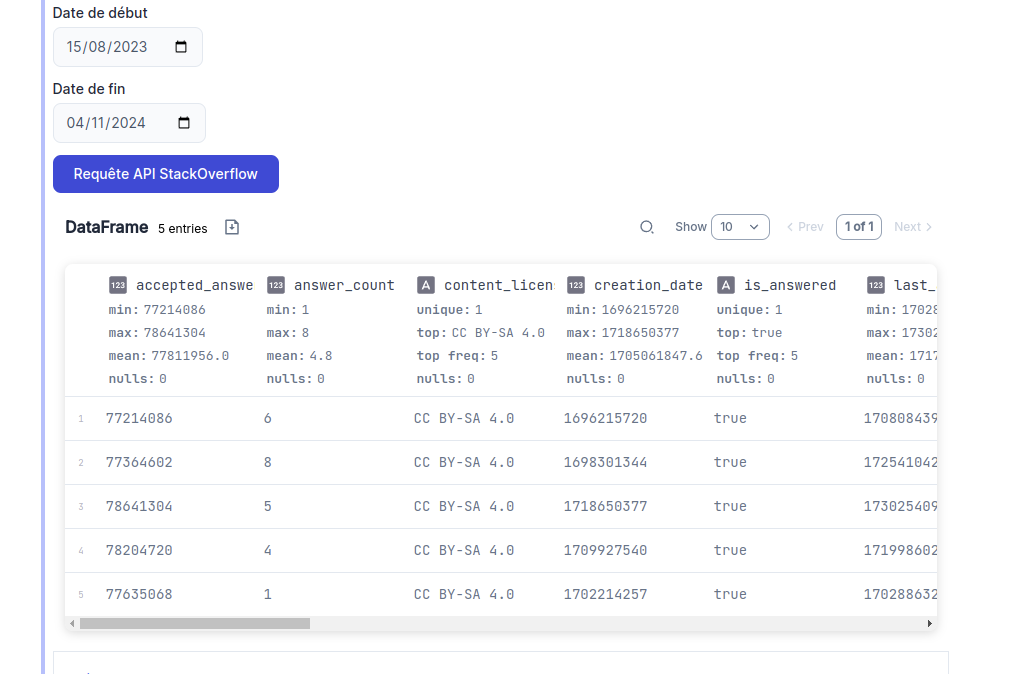 Date de début
15/08/2023
Date de fin
04/11/2024
Requête API StackOverflow
DataFrame 5 entries Show 10 Prev 1 of 1 Next
123 accepted_answe 123 answer_count A content_licen 123 creation_date A is_answered 123 last_
min: 77214086 min: 1 unique: 1 min: 1696215720 unique: 1 min: 17028
max: 78641304 max: 8 top: CC BY-SA 4.0 max: 1718650377 top: true max: 17302
mean: 77811956.0 mean: 4.8 top freq: 5 mean: 1705061847.6 top freq: 5 mean: 1717
nulls: 0 nulls: 0 nulls: 0 nulls: 0 nulls: 0 nulls: 0
1 77214086 6 CC BY-SA 4.0 1696215720 true 170808439
2 77364602 8 CC BY-SA 4.0 1698301344 true 172541042
3 78641304 5 CC BY-SA 4.0 1718650377 true 173025409
4 78204720 4 CC BY-SA 4.0 1709927540 true 171998602
5 77635068 1 CC BY-SA 4.0 1702214257 true 170288632